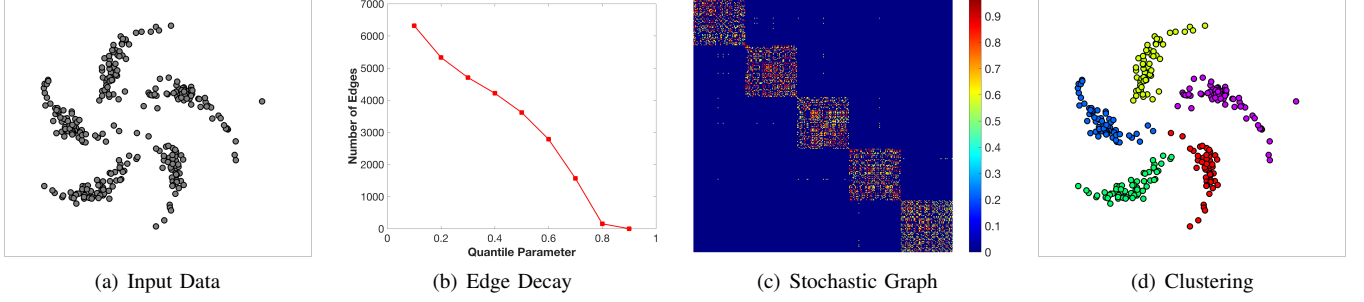 7000
6000
5000
4000
3000
2000
1000
0
Number of Edges
0 0.2 0.4 0.6 0.8 1
Quantile Parameter
0.9
0.8
0.7
0.6
0.5
0.4
0.3
0.2
0.1
0
(a) Input Data
(b) Edge Decay
(c) Stochastic Graph
(d) Clustering